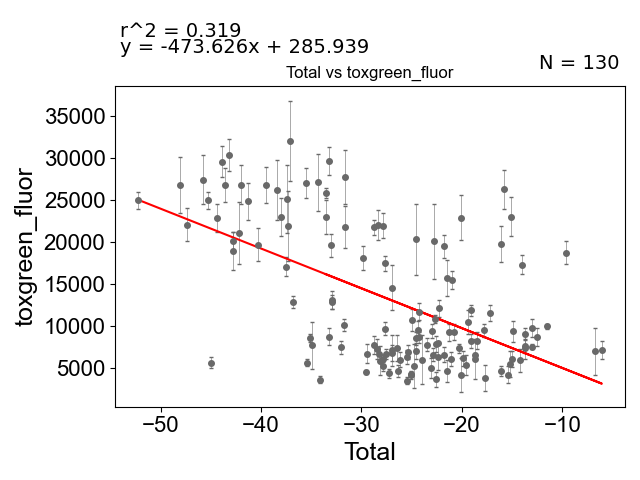 r^2 = 0.319
y = -473.626x + 285.939
N = 130
Total vs toxgreen_fluor
35000
30000
25000
20000
15000
10000
5000
toxgreen_fluor
−50
−40
−30
−20
−10
Total